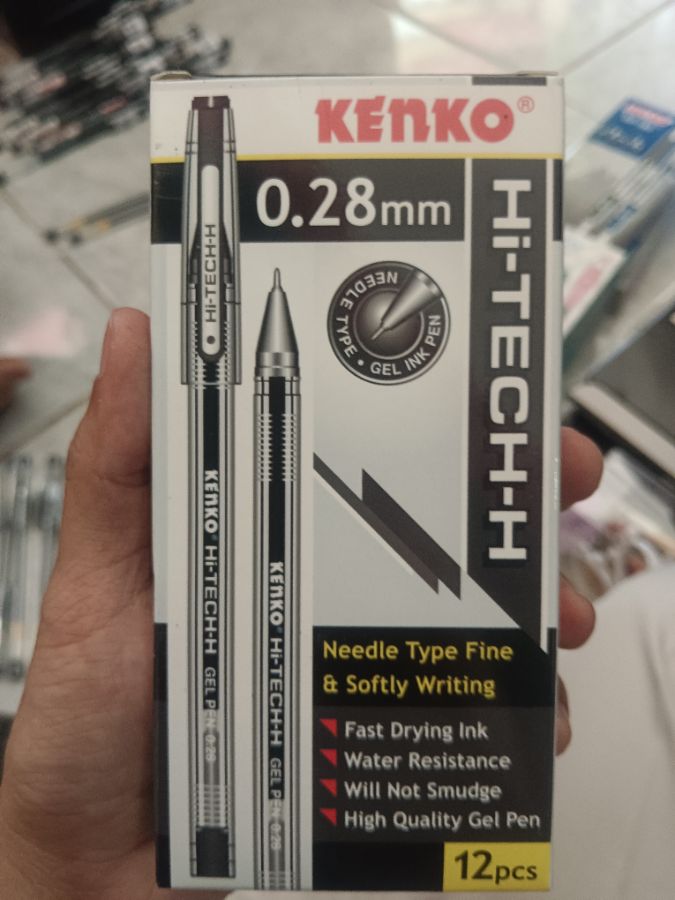 KENKO®
0.28mm
Hi-TECH-H
NEEDLE TYPE • GEL INK PEN
Hi-TECH-H
KENKO® Hi-TECH-H GEL PEN 0.28
KENKO® Hi-TECH-H GEL PEN 0.28
Needle Type Fine
& Softly Writing
Fast Drying Ink
Water Resistance
Will Not Smudge
High Quality Gel Pen
12pcs